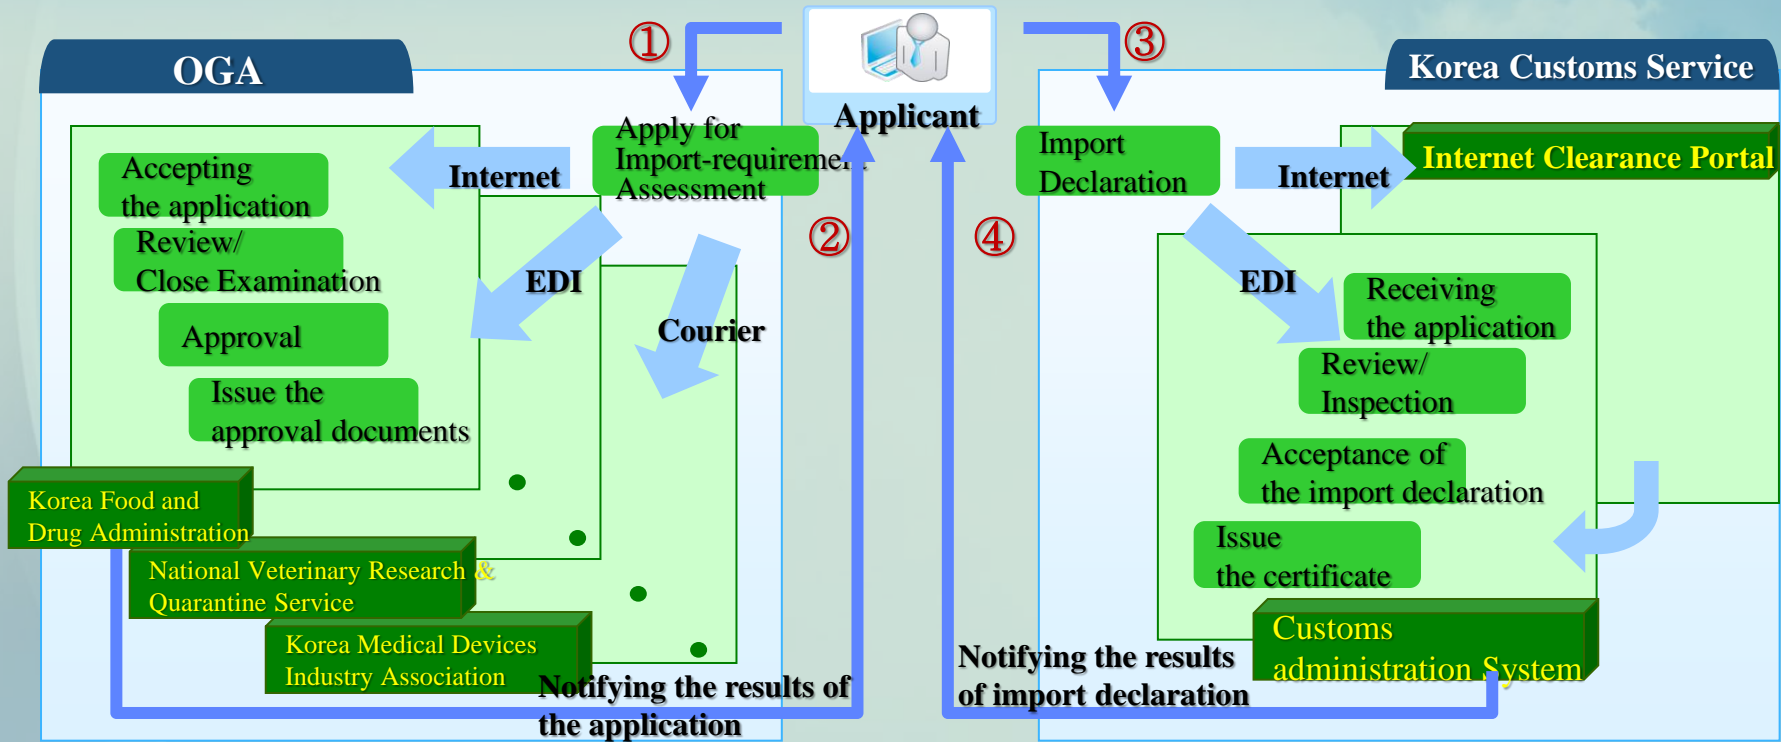 OGA
①
Applicant
③
Korea Customs Service
Apply for
Import-requirement
Assessment
Internet
Accepting
the application
Review/
Close Examination
Approval
Issue the
approval documents
EDI
Courier
②
Korea Food and
Drug Administration
National Veterinary Research &
Quarantine Service
Korea Medical Devices
Industry Association
Notifying the results of
the application
Import
Declaration
Internet
Internet Clearance Portal
④
EDI
Receiving
the application
Review/
Inspection
Acceptance of
the import declaration
Issue
the certificate
Customs
administration System
Notifying the results
of import declaration